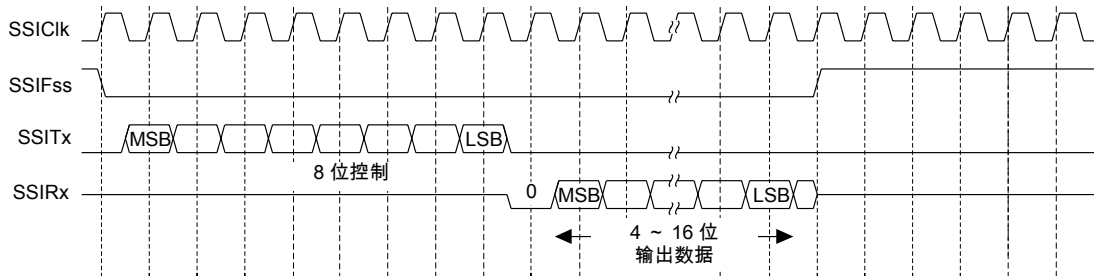 SSIClk
SSIFss
SSITx MSB LSB
8 位控制
SSIRx 0 MSB LSB
4 ~ 16 位
输出数据